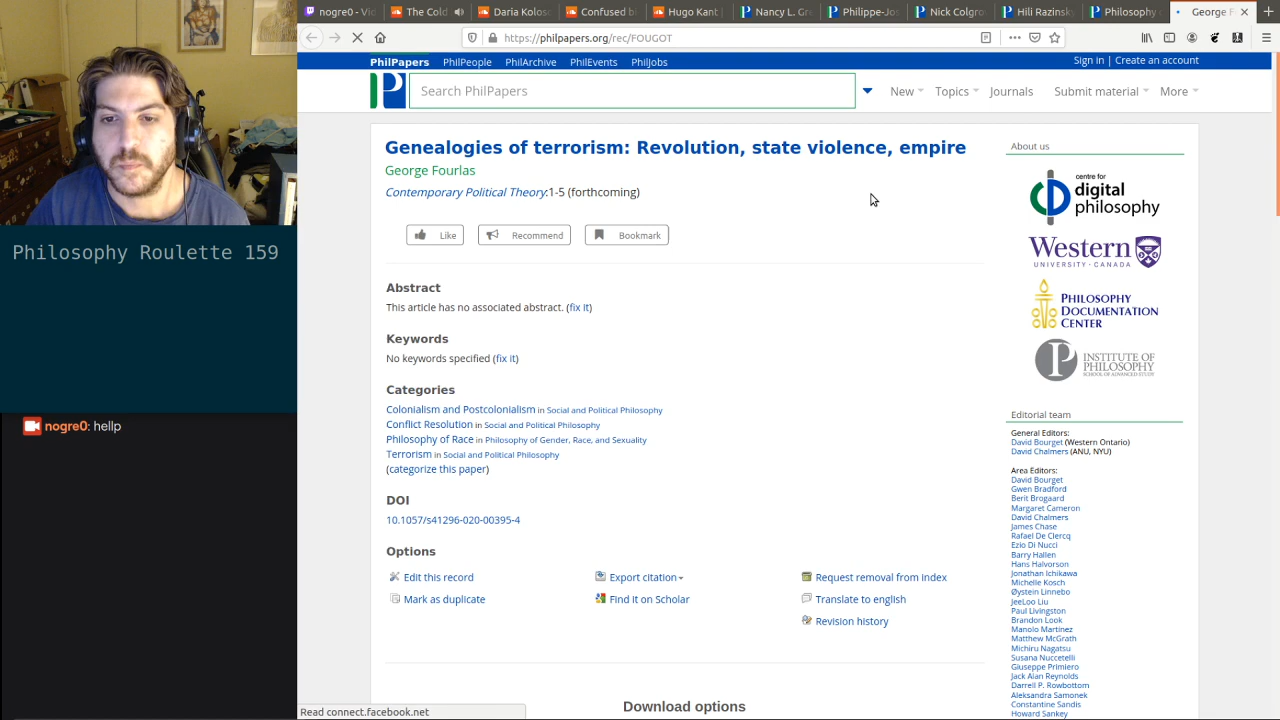 nogre0 - Vid
The Cold
Daria Kolos
Confused b
Hugo Kant |
Nancy L. Gr
Philippe-Jo
Nick Colgro
Hili Razinsky
Philosophy
George Fo
https://philpapers.org/rec/FOUGOT
PhilPapers PhilPeople PhilArchive PhilEvents PhilJobs
Sign in | Create an account
Search PhilPapers
New Topics Journals Submit material More
Genealogies of terrorism: Revolution, state violence, empire
George Fourlas
Contemporary Political Theory:1-5 (forthcoming)
Like Recommend Bookmark
Abstract
This article has no associated abstract. (fix it)
Keywords
No keywords specified (fix it)
Categories
Colonialism and Postcolonialism in Social and Political Philosophy
Conflict Resolution in Social and Political Philosophy
Philosophy of Race in Philosophy of Gender, Race, and Sexuality
Terrorism in Social and Political Philosophy
(categorize this paper)
DOI
10.1057/s41296-020-00395-4
Options
Edit this record
Export citation
Request removal from index
Mark as duplicate
Find it on Scholar
Translate to english
Revision history
Download options
About us
centre for
digital
philosophy
Western
UNIVERSITY · CANADA
PHILOSOPHY
DOCUMENTATION
CENTER
INSTITUTE OF
PHILOSOPHY
SCHOOL OF ADVANCED STUDY
Editorial team
General Editors:
David Bourget (Western Ontario)
David Chalmers (ANU, NYU)
Area Editors:
David Bourget
Gwen Bradford
Berit Brogaard
Margaret Cameron
David Chalmers
James Chase
Rafael De Clercq
Ezio Di Nucci
Barry Hallen
Hans Halvorson
Jonathan Ichikawa
Michelle Kosch
Øystein Linnebo
JeeLoo Liu
Paul Livingston
Brandon Look
Manolo Martínez
Matthew McGrath
Michiru Nagatsu
Susana Nuccetelli
Giuseppe Primiero
Jack Alan Reynolds
Darrell P. Rowbottom
Aleksandra Samonek
Constantine Sandis
Howard Sankey
Read connect.facebook.net
Philosophy Roulette 159
nogre0: hellp